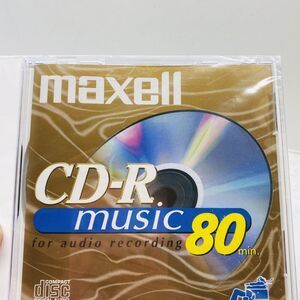 maxell
CD-R
music 80 min.
for audio recording
COMPACT
disc